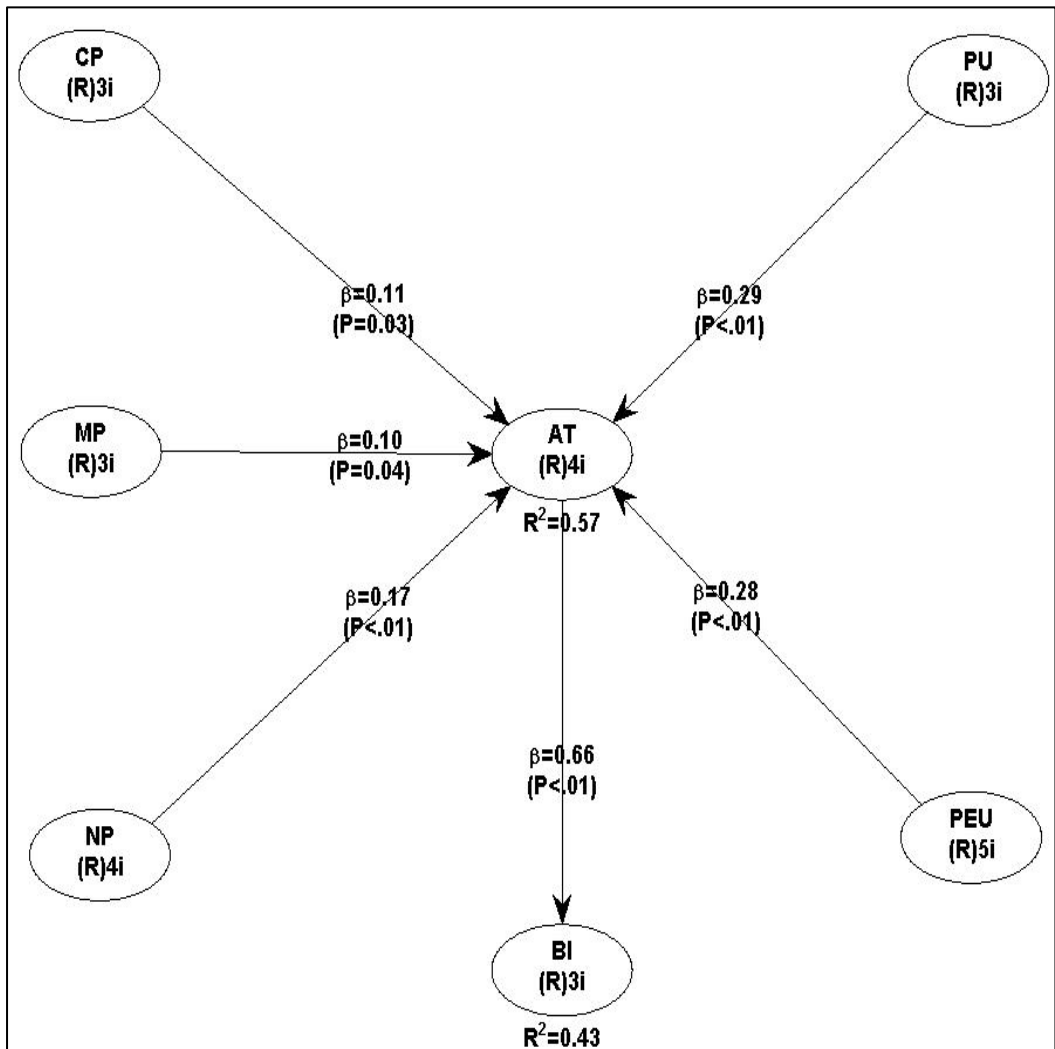 CP
(R)3i
PU
(R)3i
β=0.11
(P=0.03)
β=0.29
(P<.01)
MP
(R)3i
β=0.10
(P=0.04)
AT
(R)4i
R²=0.57
β=0.17
(P<.01)
β=0.28
(P<.01)
β=0.66
(P<.01)
NP
(R)4i
PEU
(R)5i
BI
(R)3i
R²=0.43